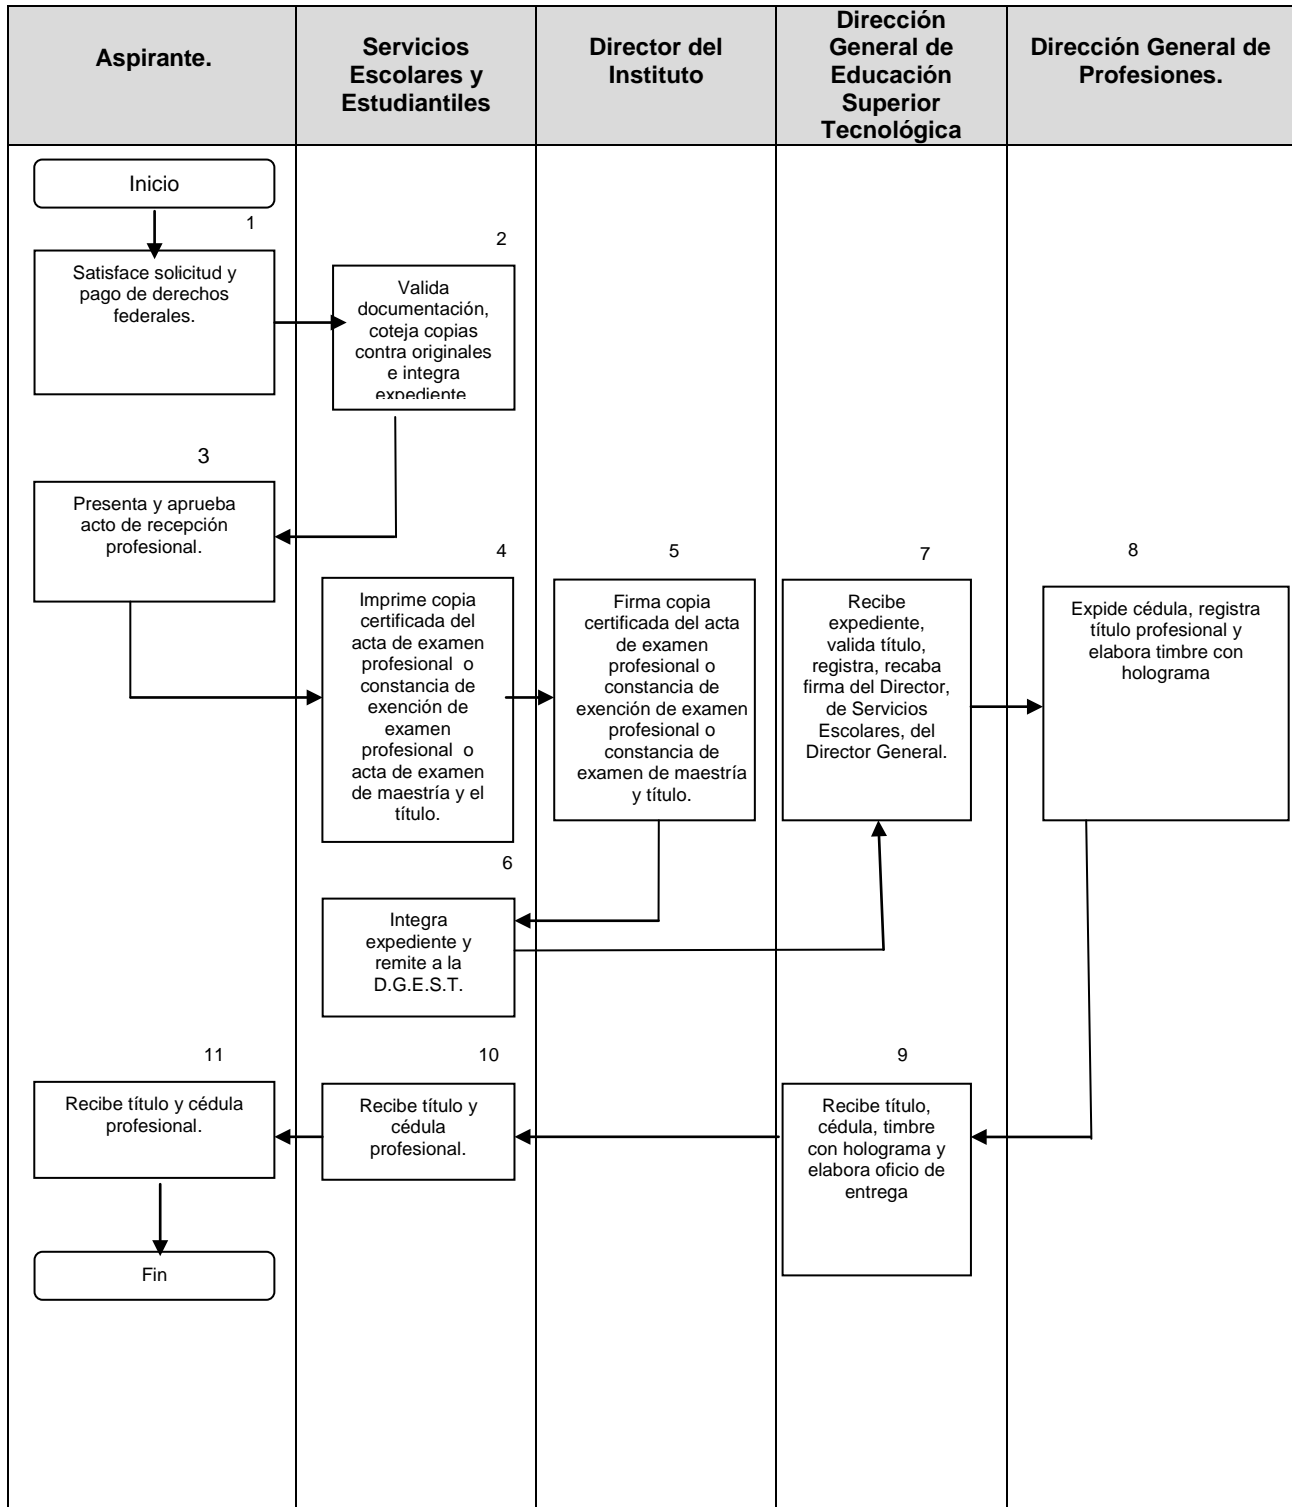 Aspirante.
Servicios
Escolares y
Estudiantiles
Director del
Instituto
Dirección
General de
Educación
Superior
Tecnológica
Dirección General de
Profesiones.
Inicio
1
Satisface solicitud y
pago de derechos
federales.
2
Valida
documentación,
coteja copias
contra originales
e integra
expediente
3
Presenta y aprueba
acto de recepción
profesional.
4
Imprime copia
certificada del
acta de examen
profesional o
constancia de
exención de
examen
profesional o
acta de examen
de maestría y el
título.
5
Firma copia
certificada del acta
de examen
profesional o
constancia de
exención de examen
profesional o
constancia de
examen de maestría
y título.
7
Recibe
expediente,
valida título,
registra, recaba
firma del Director,
de Servicios
Escolares, del
Director General.
8
Expide cédula, registra
título profesional y
elabora timbre con
holograma
6
Integra
expediente y
remite a la
D.G.E.S.T.
11
Recibe título y cédula
profesional.
10
Recibe título y
cédula
profesional.
9
Recibe título,
cédula, timbre
con holograma y
elabora oficio de
entrega
Fin